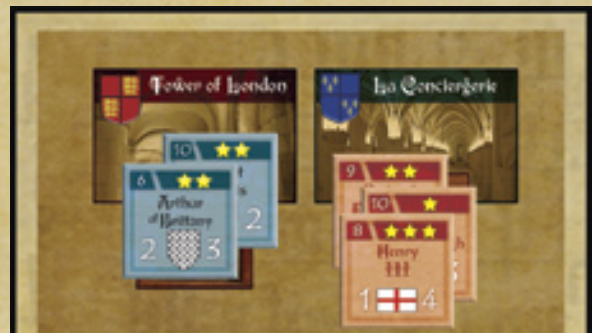 Tower of London
La Conciergerie
10
6
Arthur
of Brittany
2
2 3
9
10
8
Henry
III
1 4